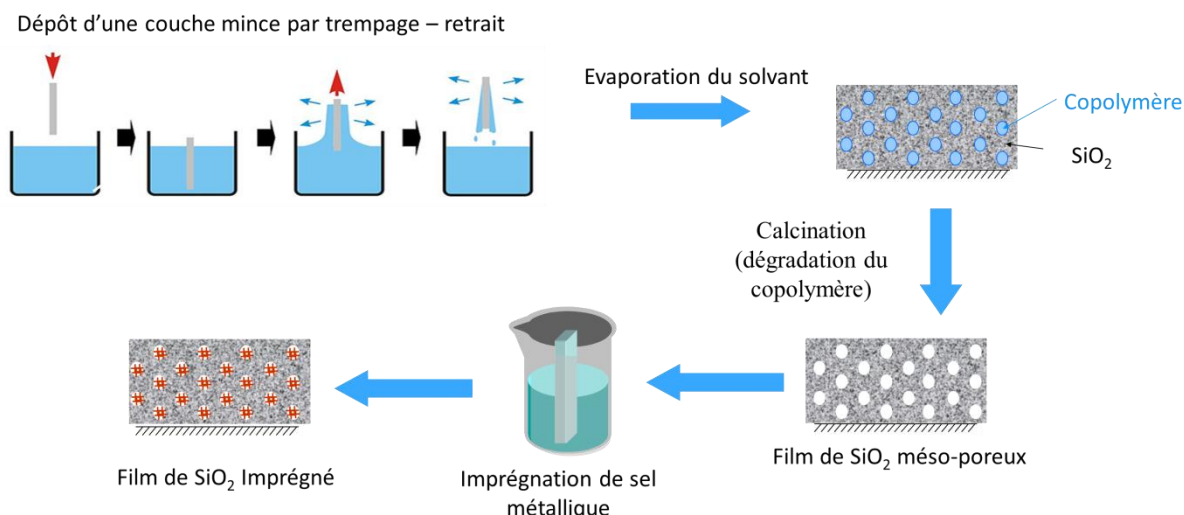 Dépôt d’une couche mince par trempage – retrait
Evaporation du solvant
Copolymère
SiO₂
Calcination
(dégradation du
copolymère)
Film de SiO₂ méso-poreux
Imprégnation de sel
métallique
Film de SiO₂ Imprégné